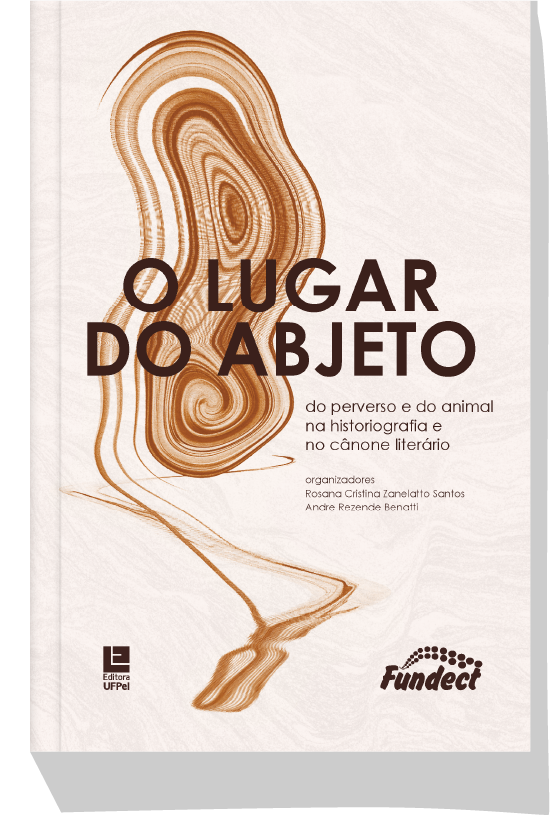 O LUGAR
DO ABJETO
do perverso e do animal
na historiografia e
no cânone literário
organizadores
Rosana Cristina Zanelatto Santos
Andre Rezende Benatti
Editora
UFPel
Fundect